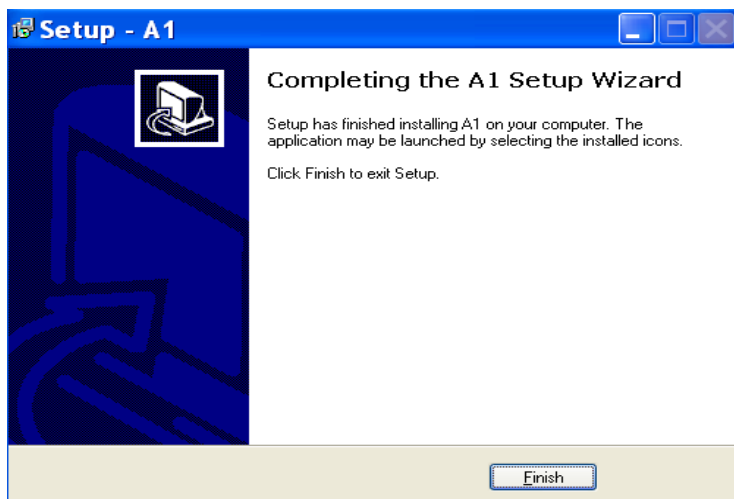 Setup - A1
Completing the A1 Setup Wizard
Setup has finished installing A1 on your computer. The
application may be launched by selecting the installed icons.
Click Finish to exit Setup.
Finish